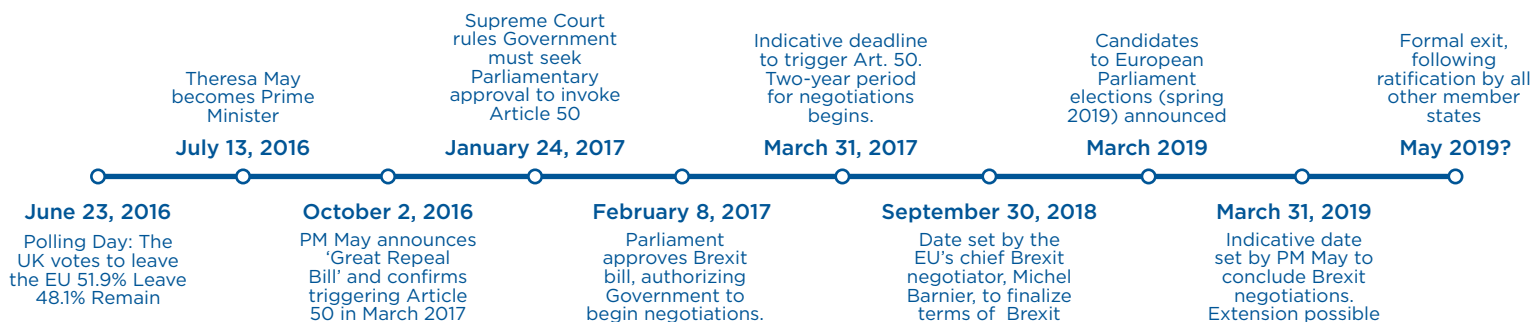 Theresa May
becomes Prime
Minister
July 13, 2016
Supreme Court
rules Government
must seek
Parliamentary
approval to invoke
Article 50
January 24, 2017
Indicative deadline
to trigger Art. 50.
Two-year period
for negotiations
begins.
March 31, 2017
Candidates
to European
Parliament
elections (spring
2019) announced
March 2019
Formal exit,
following
ratification by all
other member
states
May 2019?
June 23, 2016
Polling Day: The
UK votes to leave
the EU 51.9% Leave
48.1% Remain
October 2, 2016
PM May announces
‘Great Repeal
Bill’ and confirms
triggering Article
50 in March 2017
February 8, 2017
Parliament
approves Brexit
bill, authorizing
Government to
begin negotiations.
September 30, 2018
Date set by the
EU’s chief Brexit
negotiator, Michel
Barnier, to finalize
terms of Brexit
March 31, 2019
Indicative date
set by PM May to
conclude Brexit
negotiations.
Extension possible